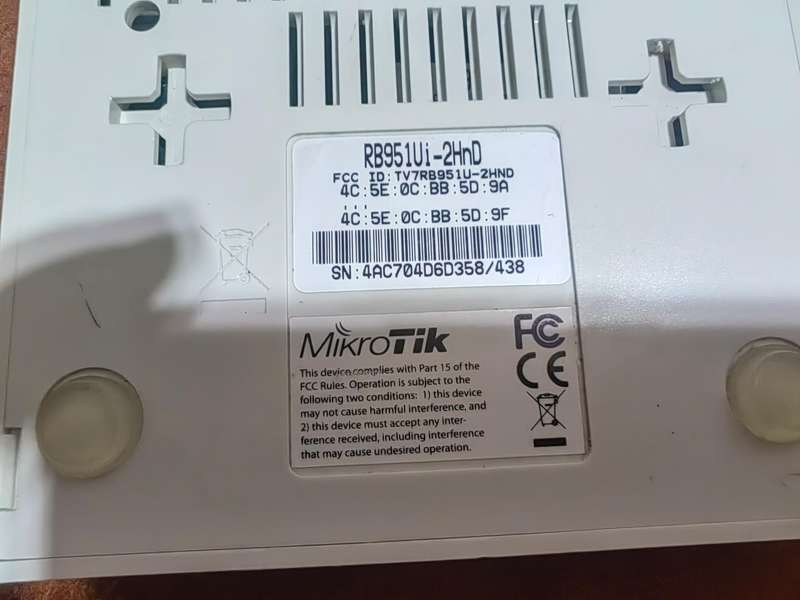 RB951Ui-2HnD
FCC ID:TV7RB951U-2HND
4C:5E:0C:BB:5D:9A
...
4C:5E:0C:BB:5D:9F
SN:4AC704D6D358/438
MikroTik
FC
CE
This device complies with Part 15 of the
FCC Rules. Operation is subject to the
following two conditions: 1) this device
may not cause harmful interference, and
2) this device must accept any inter-
ference received, including interference
that may cause undesired operation.